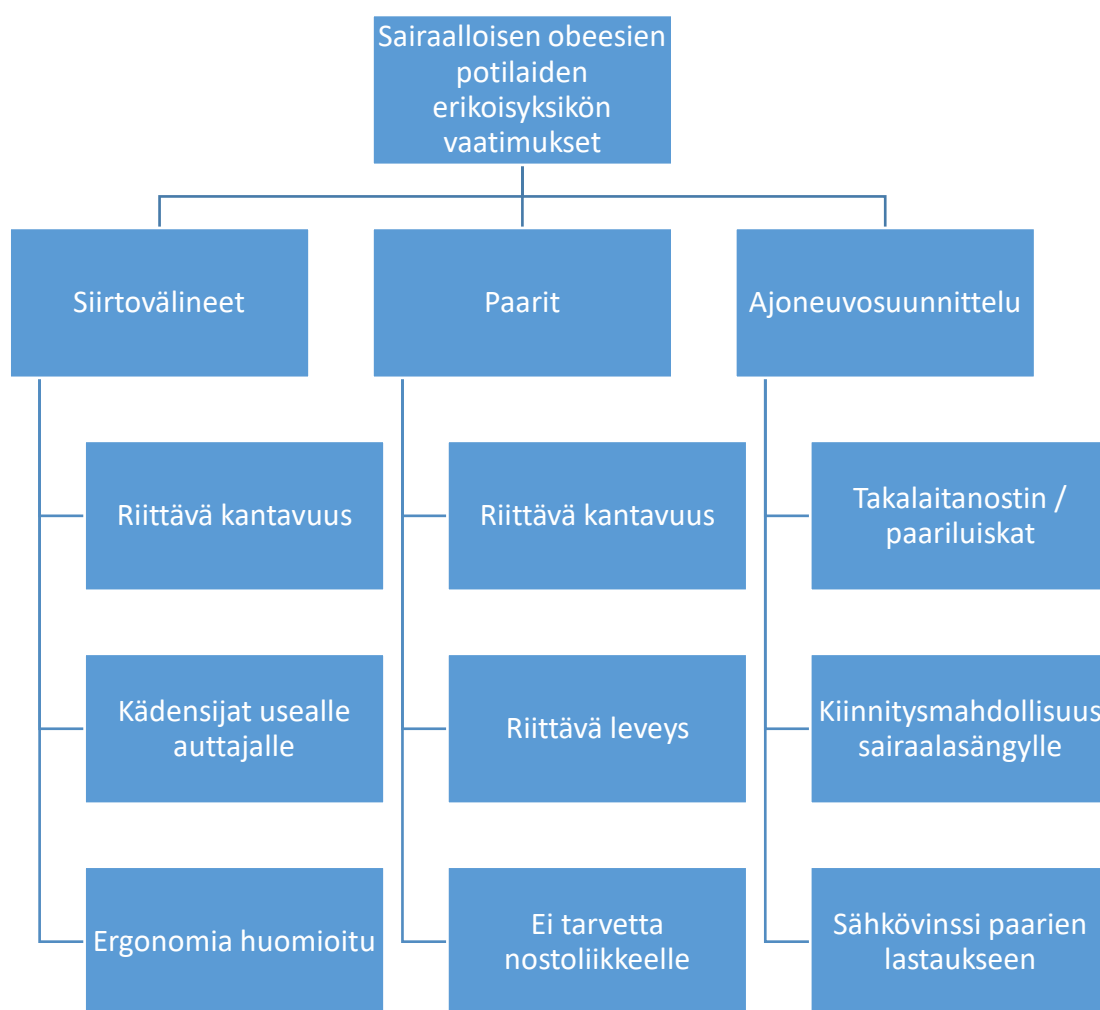 Sairaalloisen obeesien
potilaiden
erikoisyksikön
vaatimukset
Siirtovälineet
Paarit
Ajoneuvosuunnittelu
Riittävä kantavuus
Riittävä kantavuus
Takalaitanostin /
paariluiskat
Kädensijat usealle
auttajalle
Riittävä leveys
Kiinnitysmahdollisuus
sairaalasängylle
Ergonomia huomioitu
Ei tarvetta
nostoliikkeelle
Sähkövinssi paarien
lastaukseen